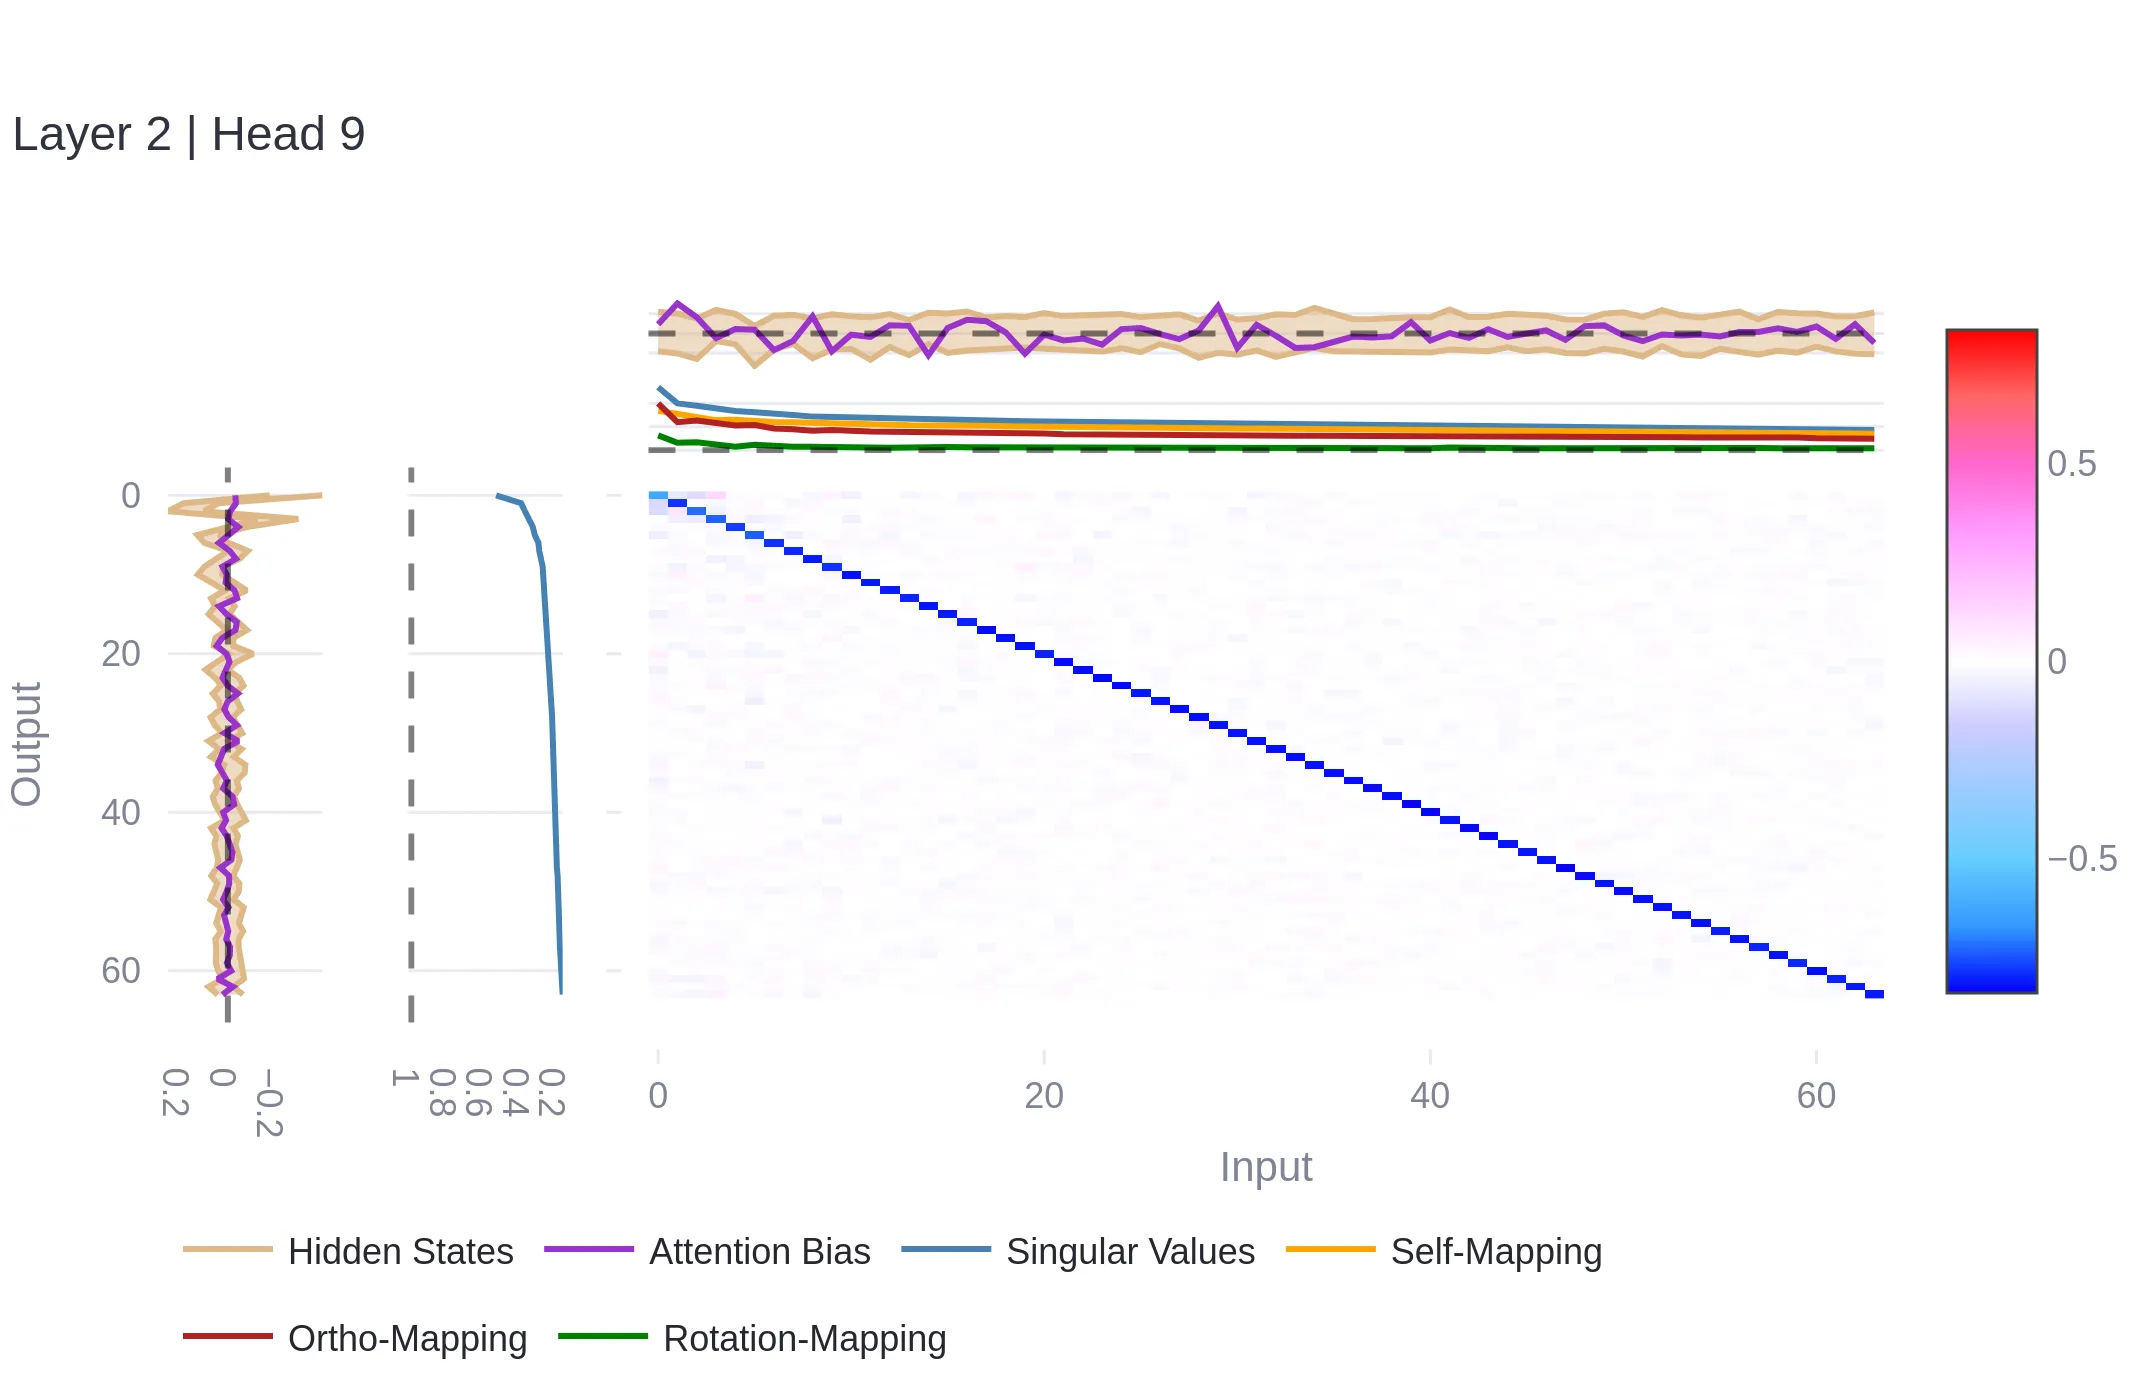 Layer 2 | Head 9
0.5
0
−0.5
0
20
40
60
Output
0.2
0
−0.2
1
0.8
0.6
0.4
0.2
0
20
40
60
Input
Hidden States
Attention Bias
Singular Values
Self-Mapping
Ortho-Mapping
Rotation-Mapping